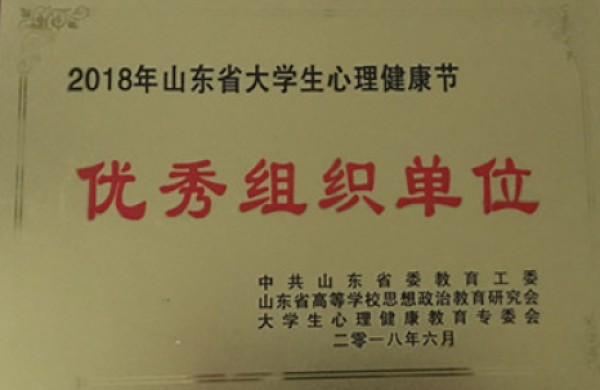 2018年山东省大学生心理健康节
优秀组织单位
中共山东省委教育工委
山东省高等学校思想政治教育研究会
大学生心理健康教育专委会
二零一八年六月